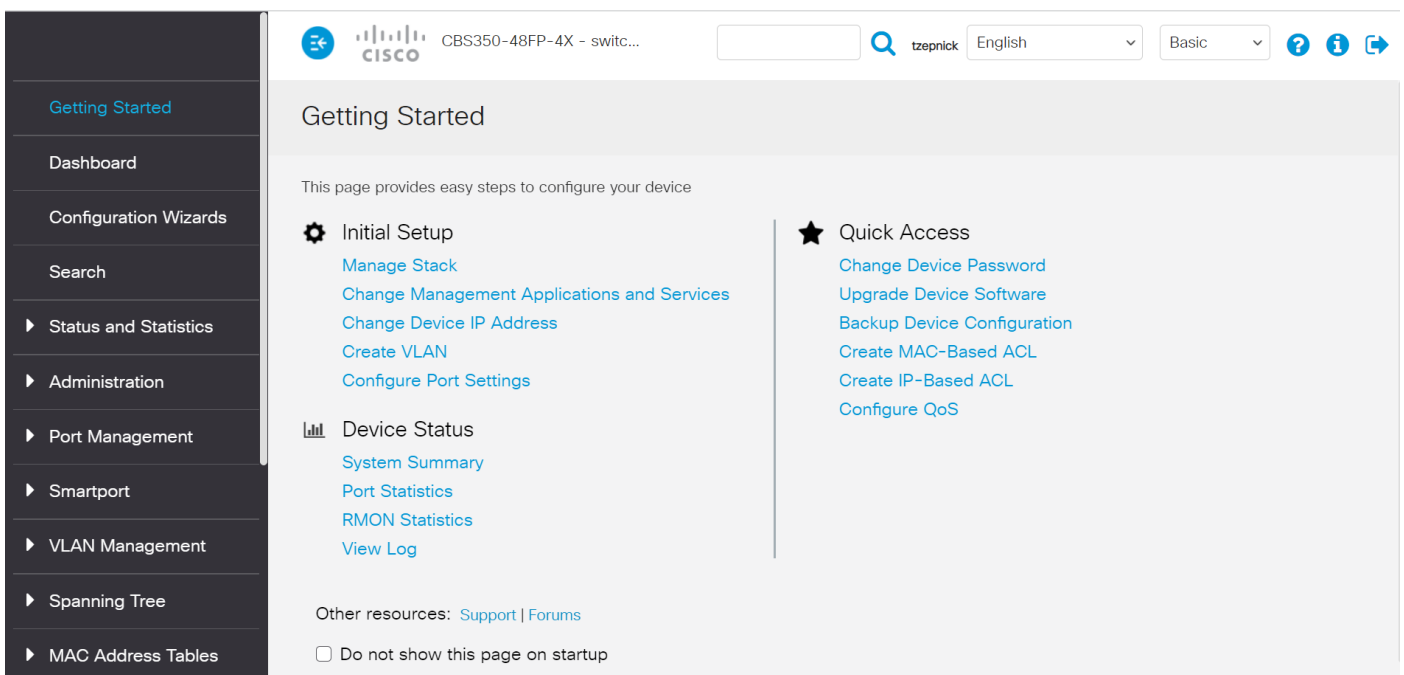 CISCO
CBS350-48FP-4X - switc...
tzepnick
English
Basic
Getting Started
Dashboard
Configuration Wizards
Search
Status and Statistics
Administration
Port Management
Smartport
VLAN Management
Spanning Tree
MAC Address Tables
Getting Started
This page provides easy steps to configure your device
Initial Setup
Manage Stack
Change Management Applications and Services
Change Device IP Address
Create VLAN
Configure Port Settings
Device Status
System Summary
Port Statistics
RMON Statistics
View Log
Quick Access
Change Device Password
Upgrade Device Software
Backup Device Configuration
Create MAC-Based ACL
Create IP-Based ACL
Configure QoS
Other resources: Support | Forums
Do not show this page on startup